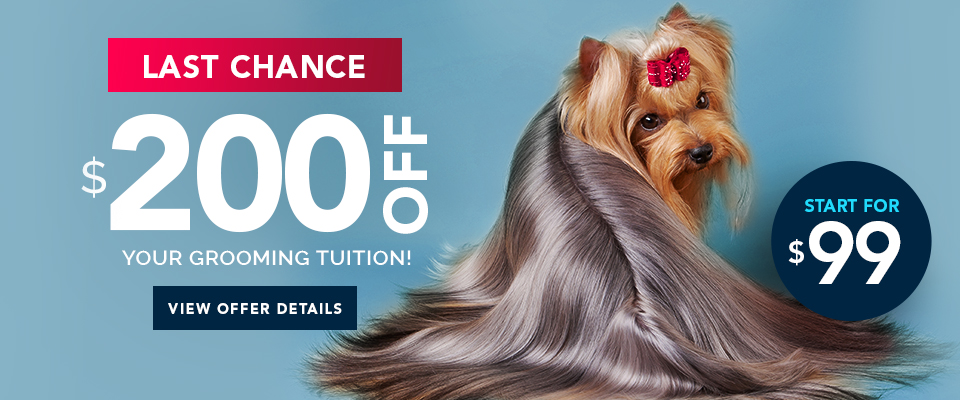 LAST CHANCE
$200 OFF
YOUR GROOMING TUITION!
VIEW OFFER DETAILS
START FOR
$99